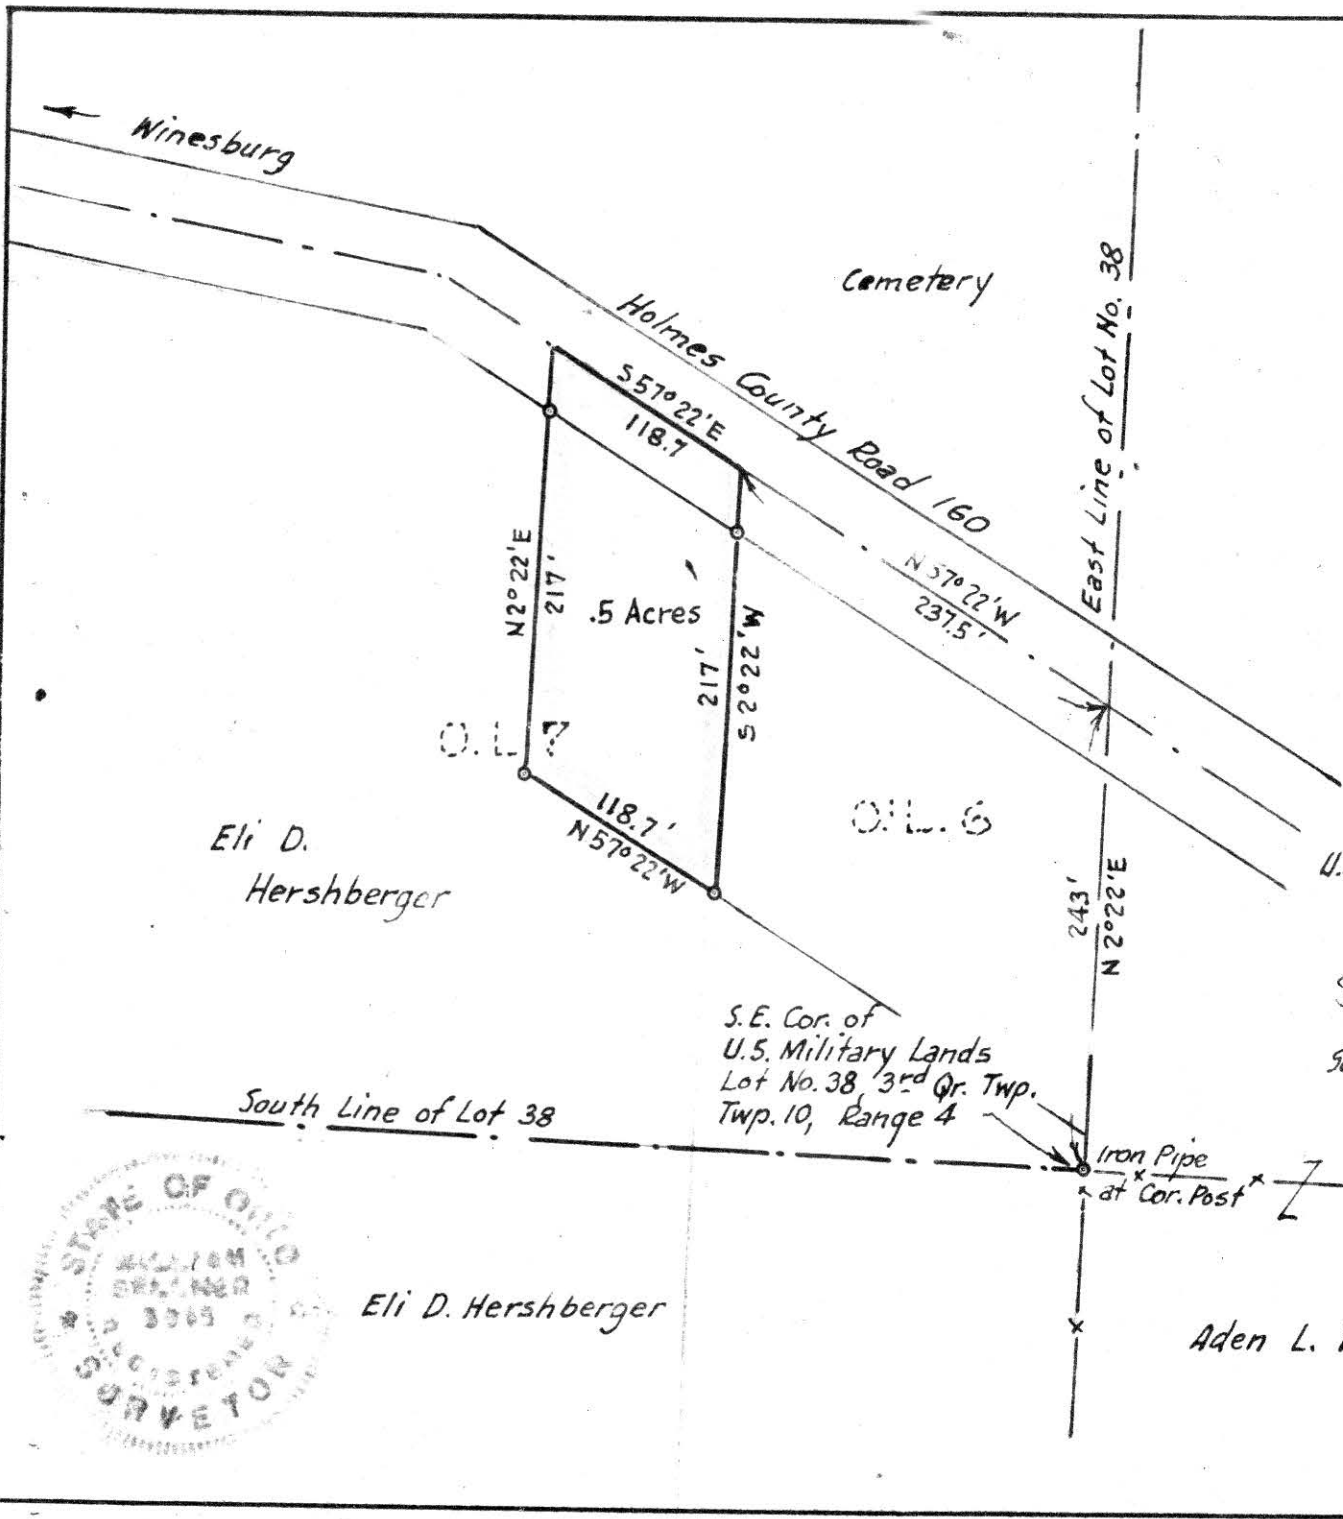 Winesburg
Cemetery
Holmes County Road 160
East Line of Lot No. 38
S 57° 22' E
118.7
N 57° 22' W
237.5'
N 2° 22' E
217'
.5 Acres
217'
S 2° 22' W
O.L. 7
O.L. 6
118.7'
N 57° 22' W
Eli D.
Hershberger
243'
N 2° 22' E
U.
S.E. Cor. of
U.S. Military Lands
Lot No. 38, 3rd Qr. Twp.
Twp. 10, Range 4
South Line of Lot 38
Iron Pipe
at Cor. Post
STATE OF OHIO
REGISTERED
SURVEYOR
Eli D. Hershberger
Aden L.